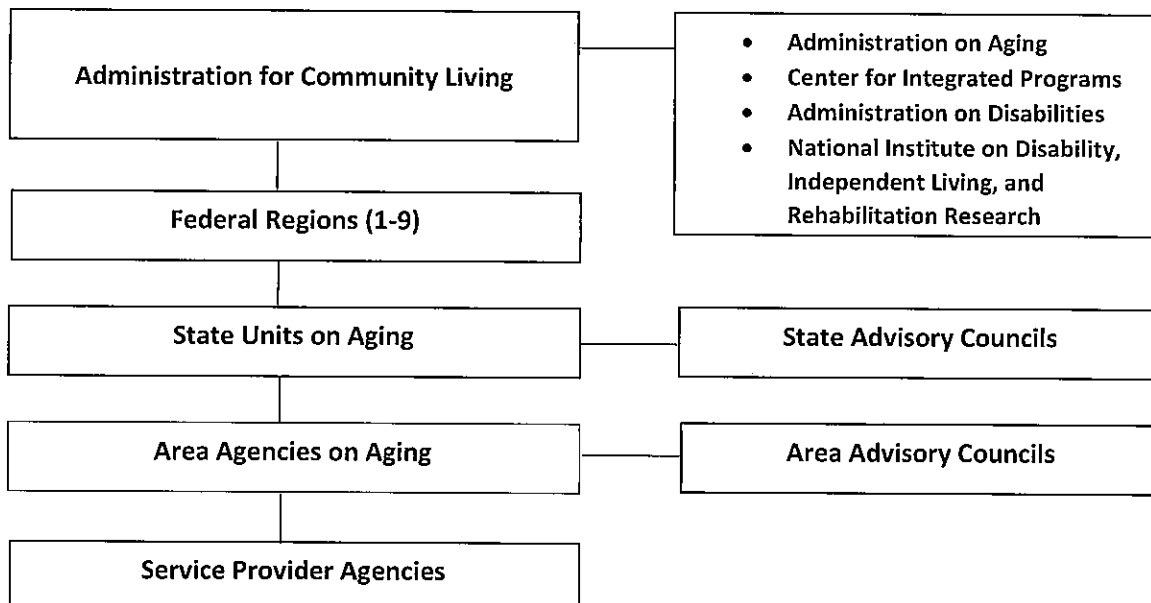 Administration for Community Living
• Administration on Aging
• Center for Integrated Programs
• Administration on Disabilities
• National Institute on Disability,
Independent Living, and
Rehabilitation Research
Federal Regions (1-9)
State Units on Aging
State Advisory Councils
Area Agencies on Aging
Area Advisory Councils
Service Provider Agencies